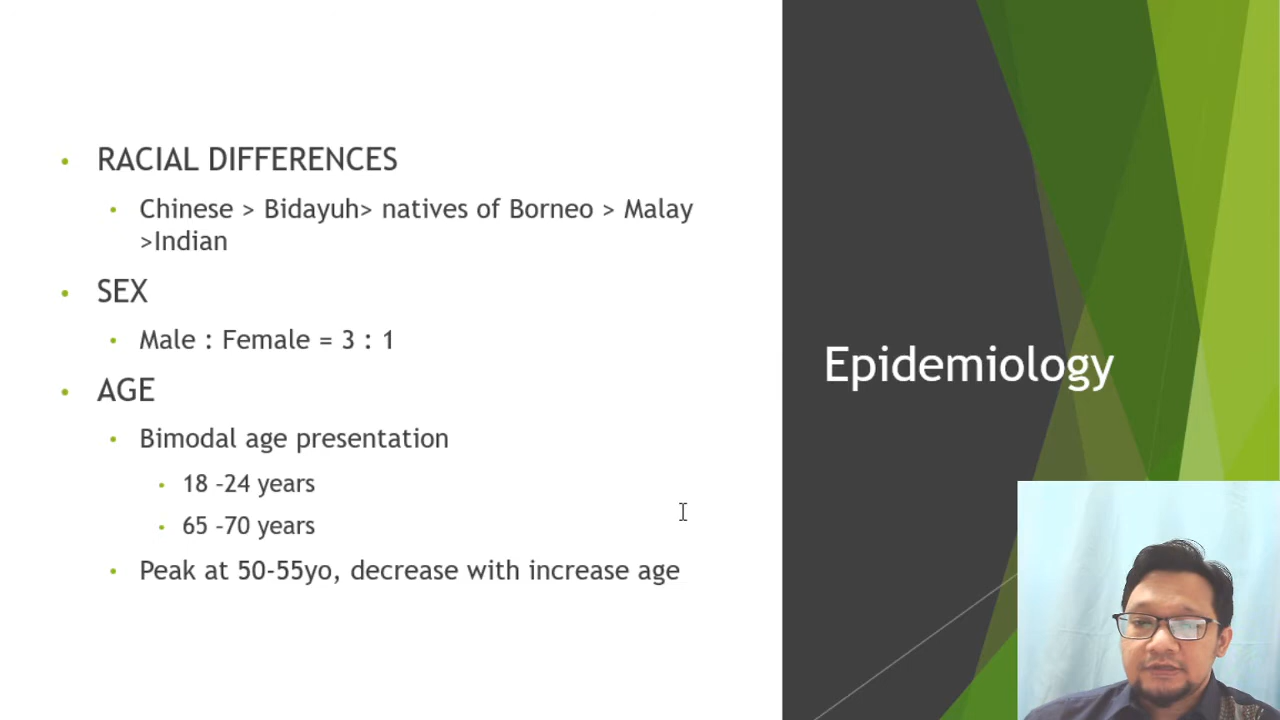 RACIAL DIFFERENCES
Chinese > Bidayuh> natives of Borneo > Malay
>Indian
SEX
Male : Female = 3 : 1
AGE
Bimodal age presentation
18 -24 years
65 -70 years
Peak at 50-55yo, decrease with increase age
Epidemiology